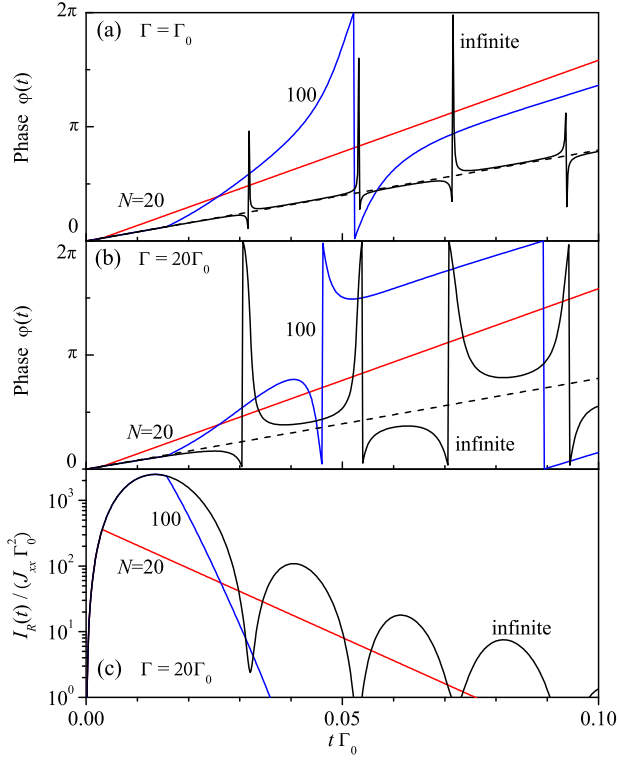 2π
(a) Γ = Γ₀
infinite
100
π
N=20
0
Phase φ(t)
2π
(b) Γ = 20Γ₀
100
π
N=20
infinite
0
Phase φ(t)
10³
100
N=20
10²
infinite
10¹
(c) Γ = 20Γ₀
10⁰
I_R(t) / (J_xx Γ₀²)
0.00 0.05 0.10
t Γ₀